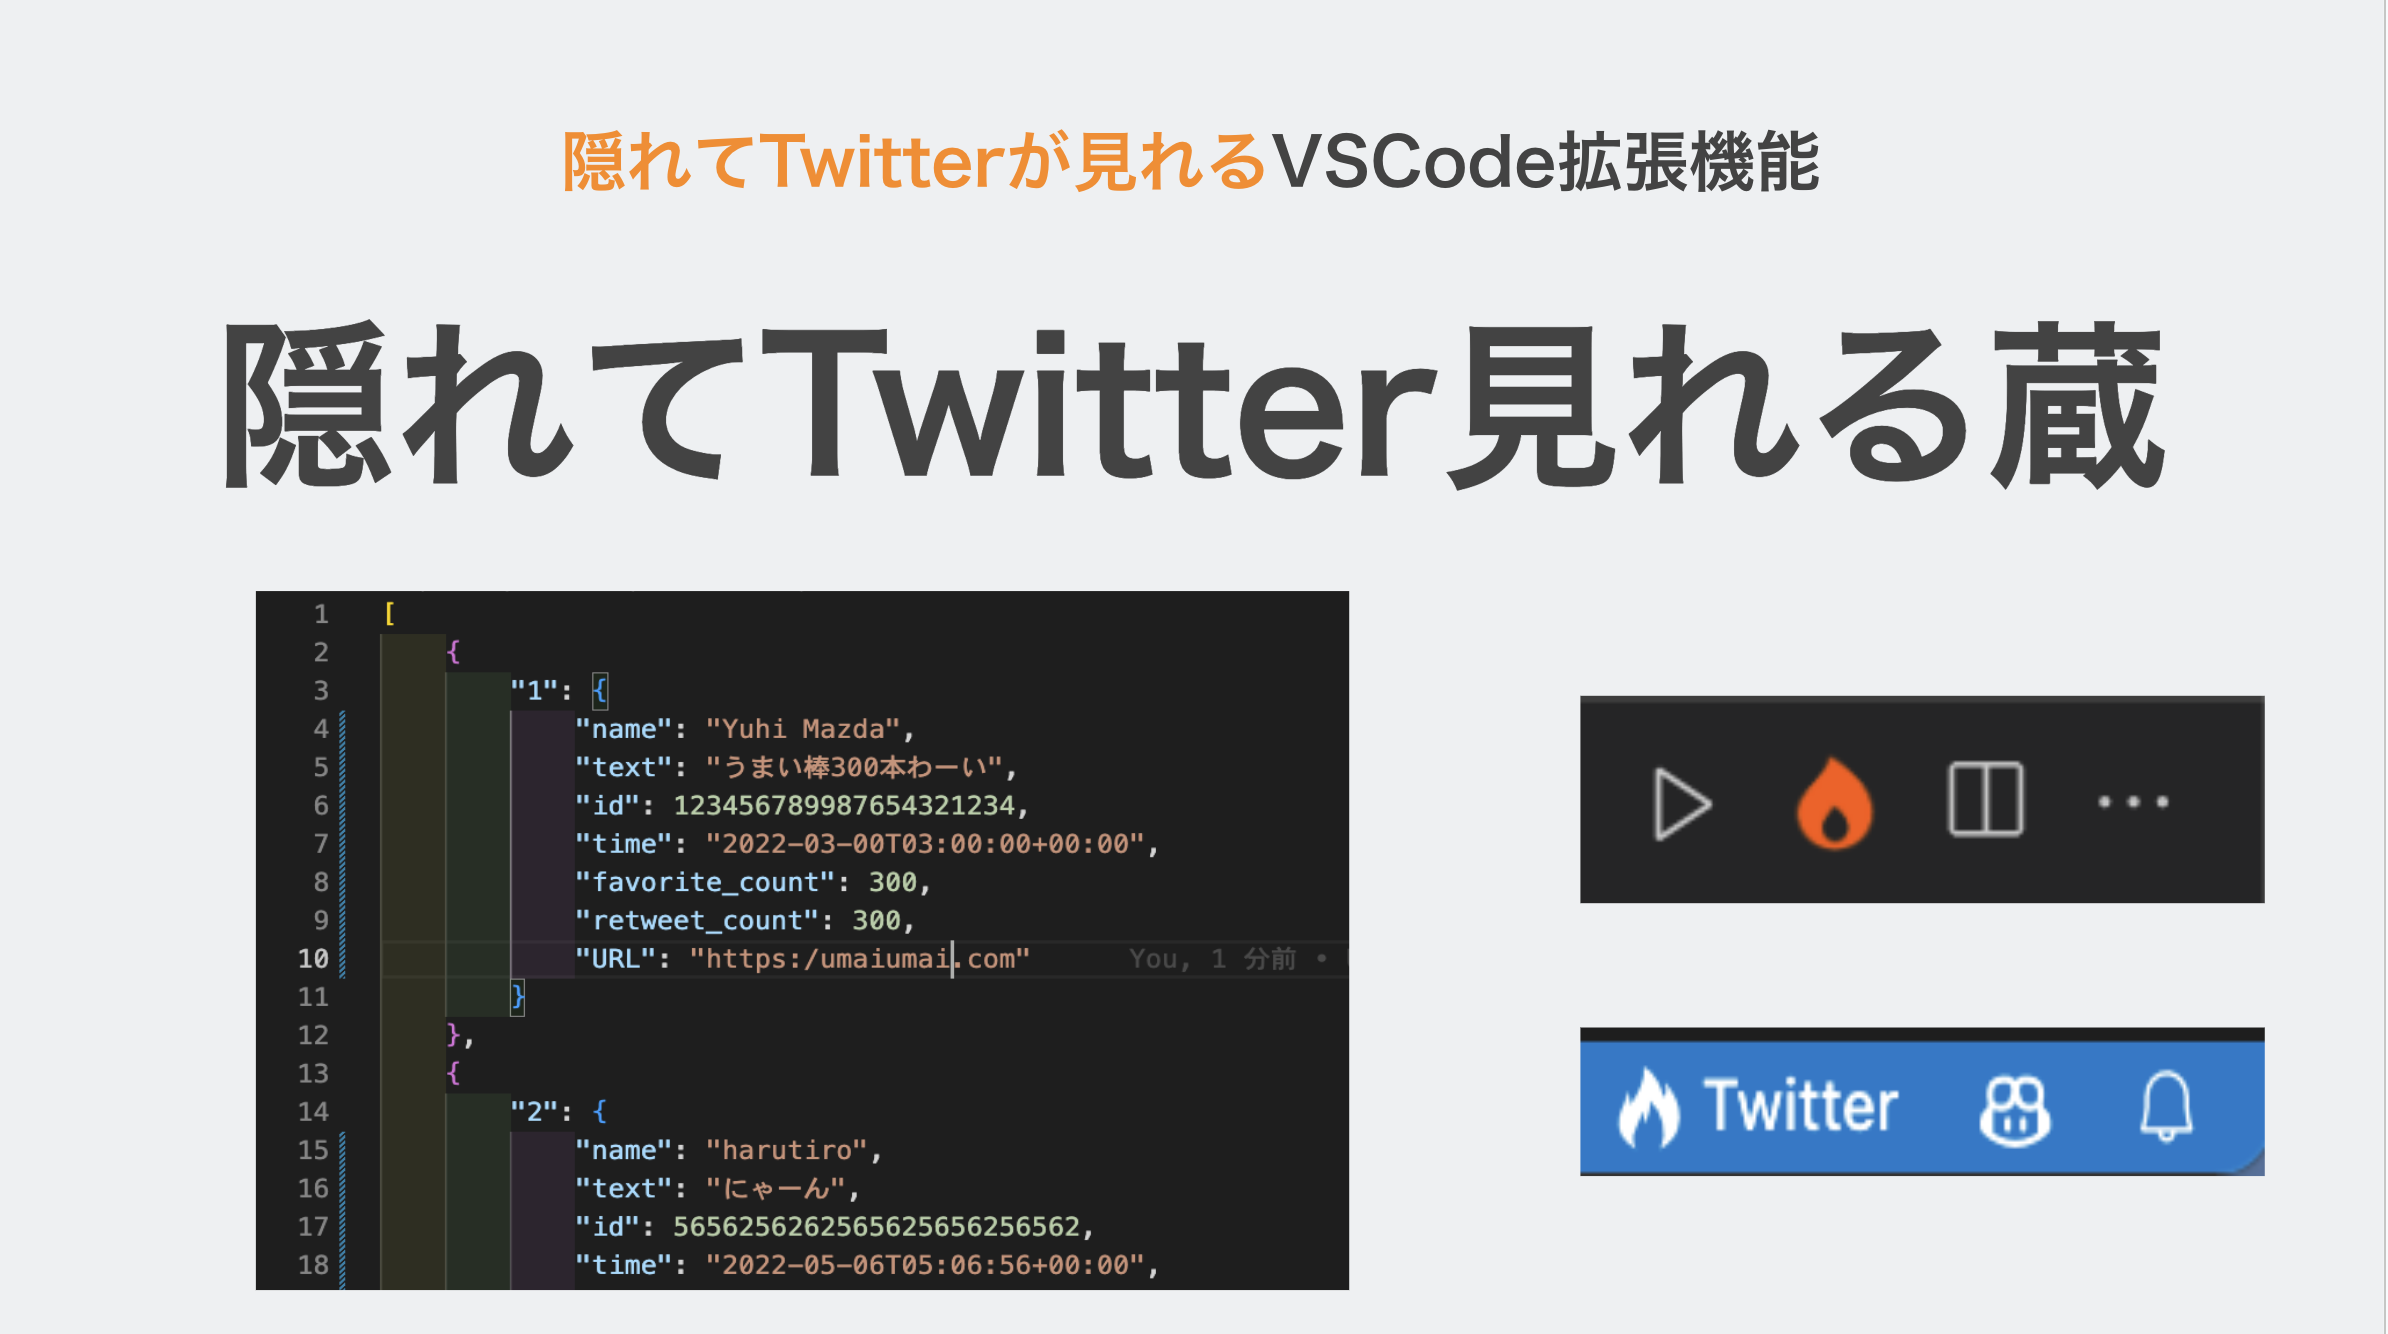 隠れてTwitterが見れるVSCode拡張機能
隠れてTwitter見れる蔵
1 [
2 {
3 "1": {
4 "name": "Yuhi Mazda",
5 "text": "うまい棒300本わーい",
6 "id": 123456789987654321234,
7 "time": "2022-03-00T03:00:00+00:00",
8 "favorite_count": 300,
9 "retweet_count": 300,
10 "URL": "https:/umaiumai.com" You, 1 分前 •
11 }
12 },
13 {
14 "2": {
15 "name": "harutiro",
16 "text": "にゃーん",
17 "id": 5656256262565625656256562,
18 "time": "2022-05-06T05:06:56+00:00",
Twitter